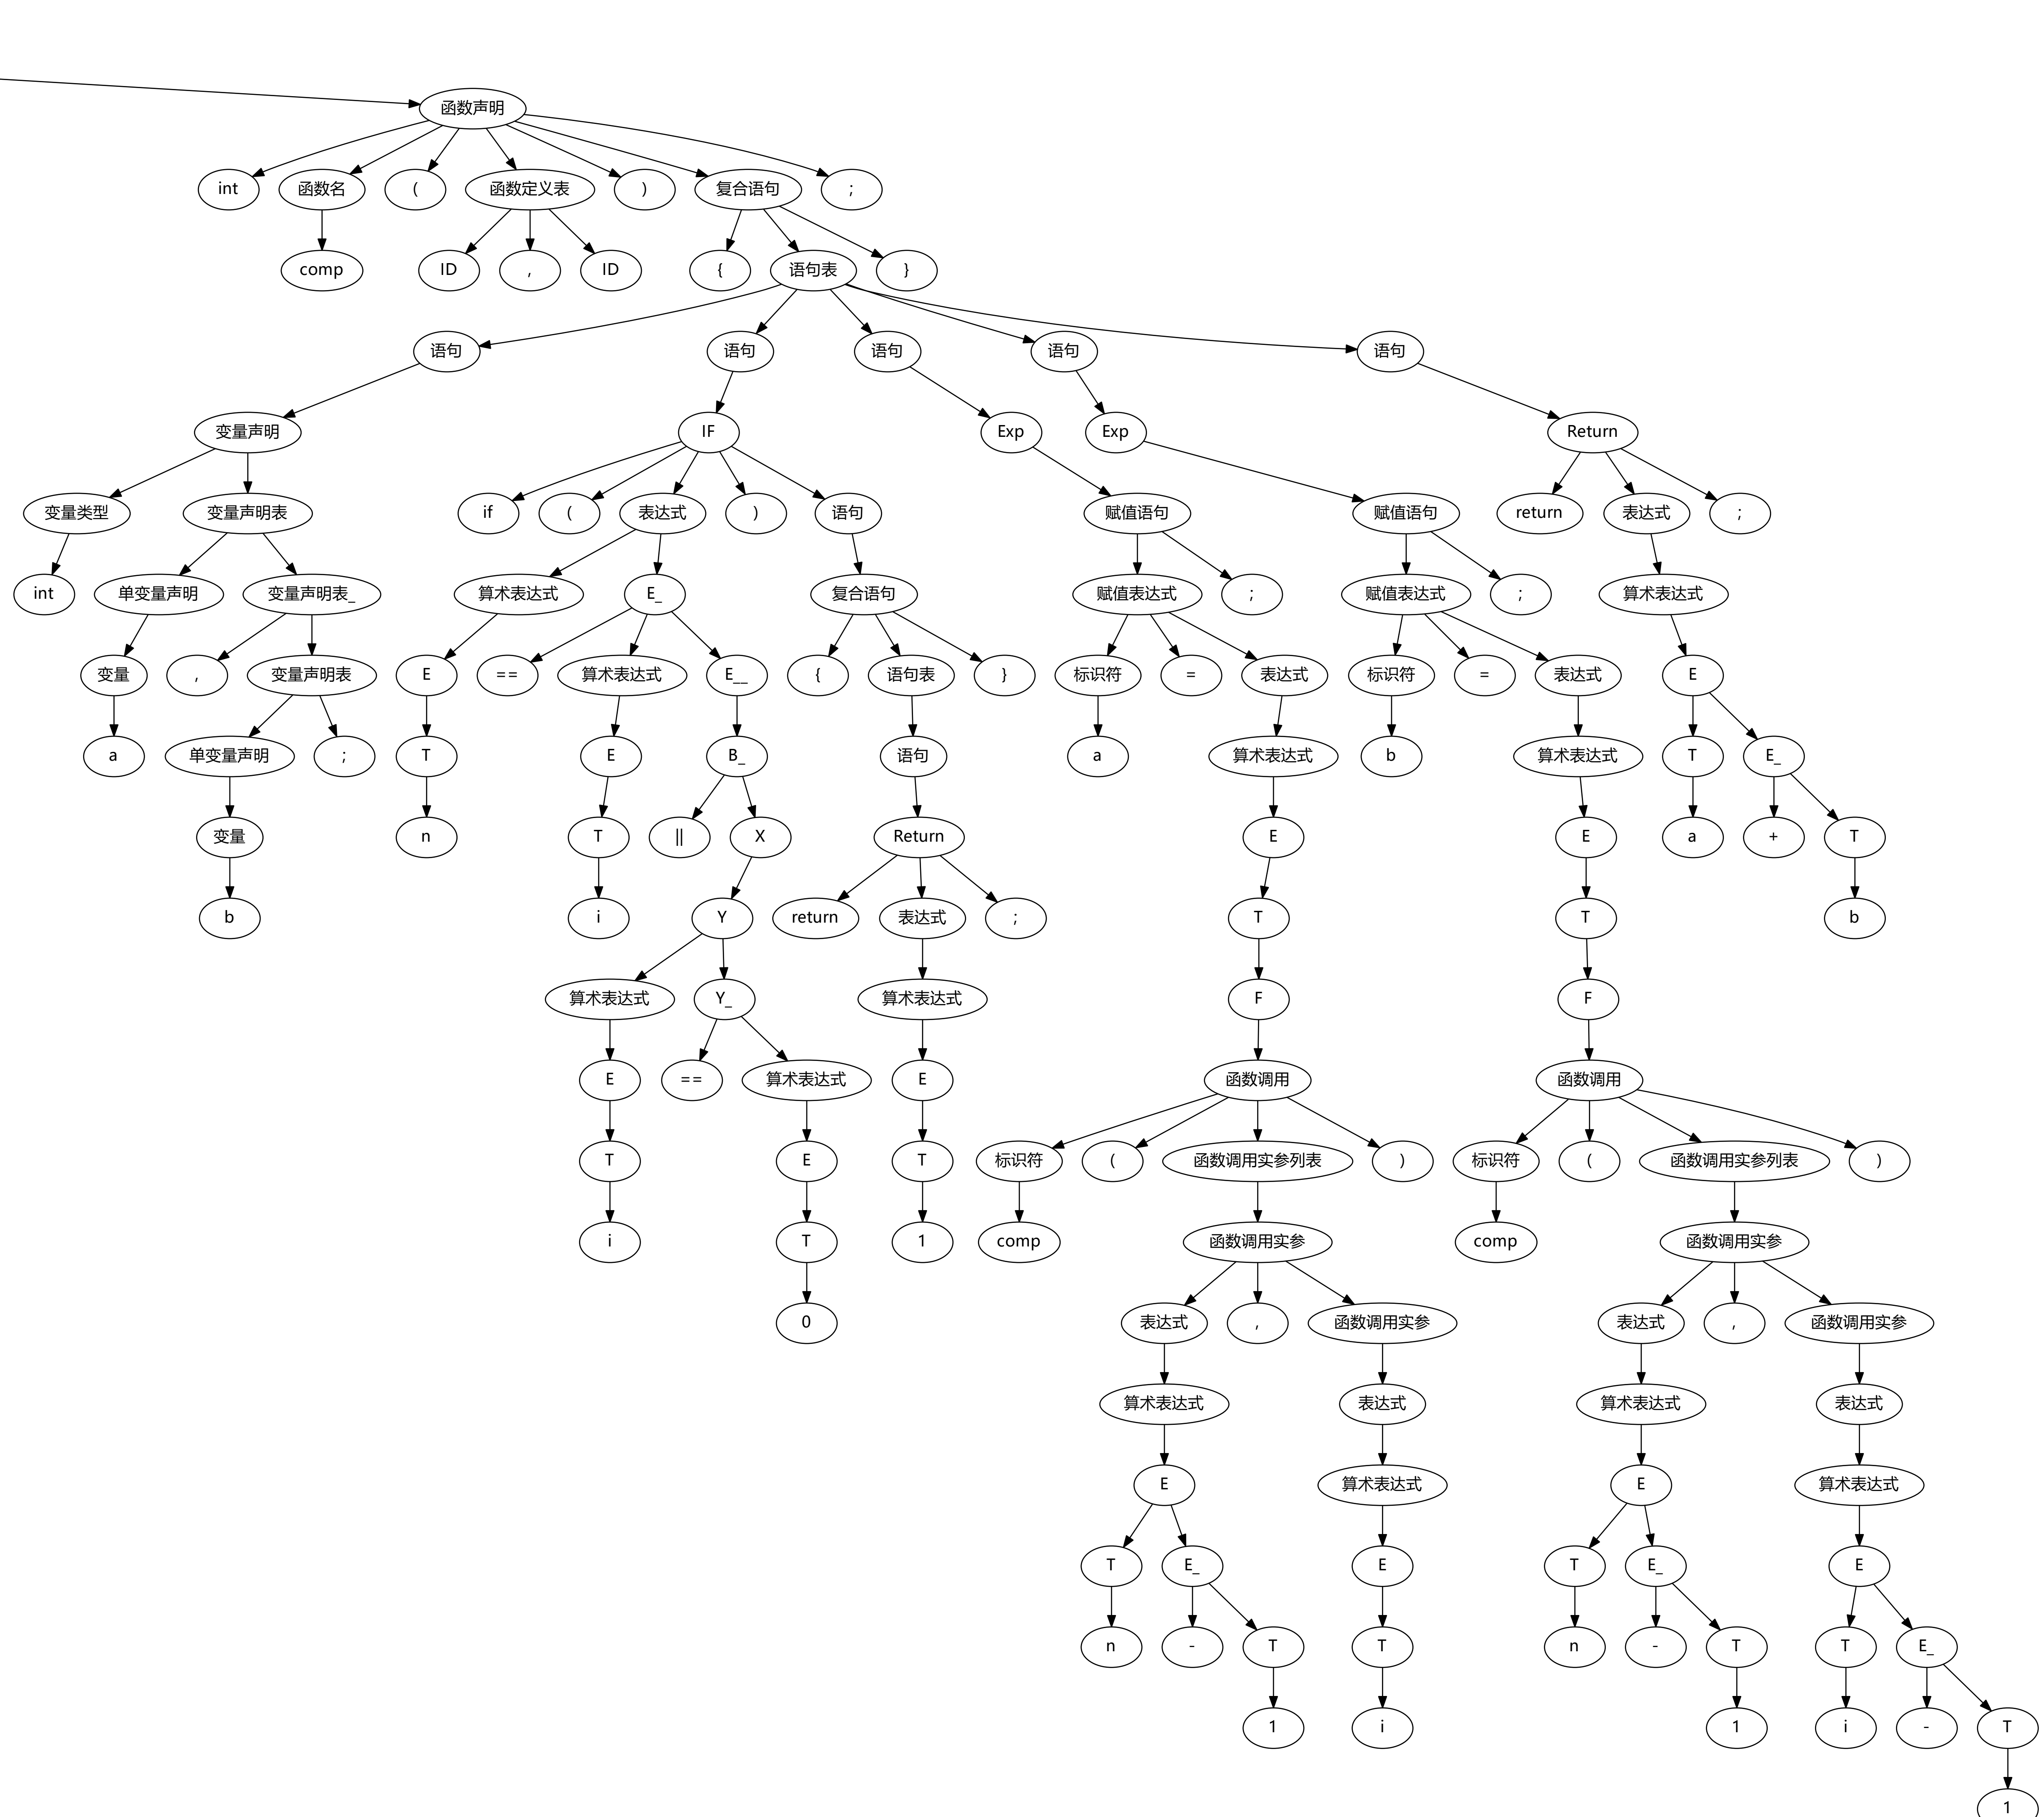 函数声明
int 函数名 ( 函数定义表 ) 复合语句 ;
comp ID , ID { 语句表 }
语句 语句 语句 语句 语句
变量声明 IF Exp Exp Return
变量类型 变量声明表 if ( 表达式 ) 语句 赋值语句 赋值语句 return 表达式 ;
int 单变量声明 变量声明表_ 算术表达式 E_ 复合语句 赋值表达式 ; 赋值表达式 ; 算术表达式
变量 , 变量声明表 E == 算术表达式 E__ { 语句表 } 标识符 = 表达式 标识符 = 表达式 E
a 单变量声明 ; T E B_ 语句 a 算术表达式 b 算术表达式 T E_
变量 n T || X Return E E a + T
b i Y return 表达式 ; T T b
算术表达式 Y_ 算术表达式 F F
E == 算术表达式 E 函数调用 函数调用
T E T 标识符 ( 函数调用实参列表 ) 标识符 ( 函数调用实参列表 )
i T 1 comp 函数调用实参 comp 函数调用实参
0 表达式 , 函数调用实参 表达式 , 函数调用实参
算术表达式 表达式 算术表达式 表达式
E 算术表达式 E 算术表达式
T E_ E T E_ E
n - T T n - T T E_
1 i 1 i - T
1